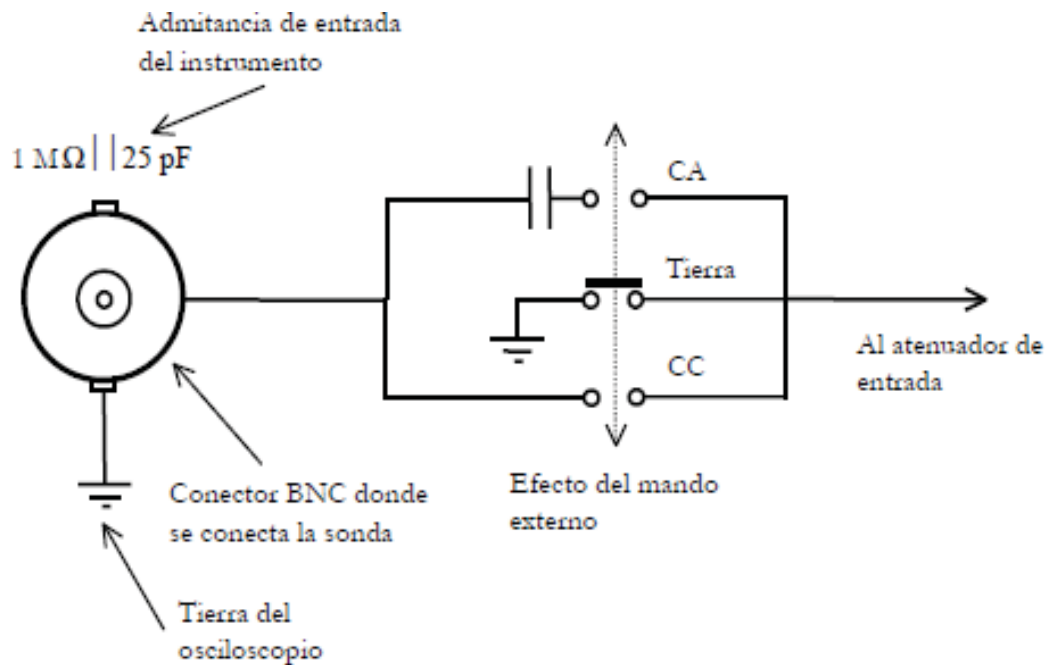 Admitancia de entrada
del instrumento
1 MΩ||25 pF
CA
Tierra
CC
Al atenuador de
entrada
Efecto del mando
externo
Conector BNC donde
se conecta la sonda
Tierra del
osciloscopio